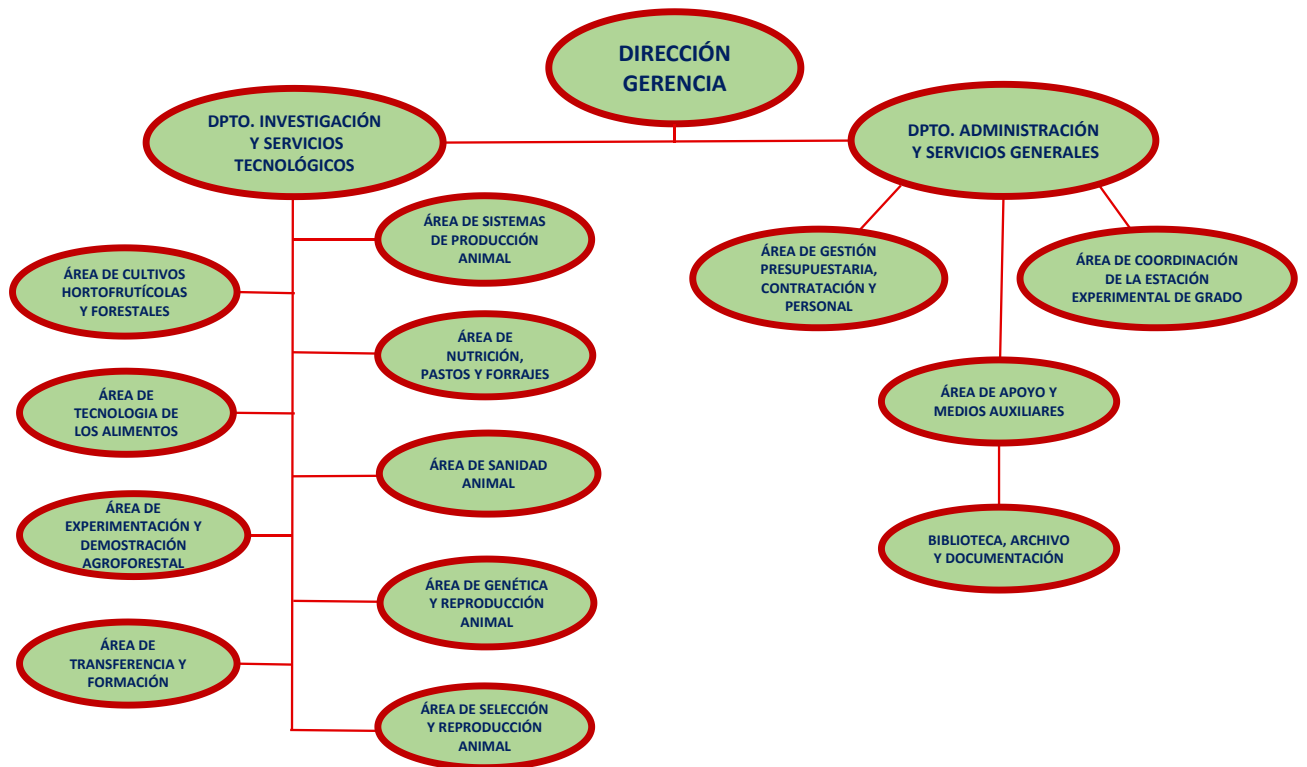 DIRECCIÓN
GERENCIA
DPTO. INVESTIGACIÓN
Y SERVICIOS
TECNOLÓGICOS
DPTO. ADMINISTRACIÓN
Y SERVICIOS GENERALES
ÁREA DE SISTEMAS
DE PRODUCCIÓN
ANIMAL
ÁREA DE CULTIVOS
HORTOFRUTÍCOLAS
Y FORESTALES
ÁREA DE
NUTRICIÓN,
PASTOS Y FORRAJES
ÁREA DE
TECNOLOGIA DE
LOS ALIMENTOS
ÁREA DE SANIDAD
ANIMAL
ÁREA DE
EXPERIMENTACIÓN Y
DEMOSTRACIÓN
AGROFORESTAL
ÁREA DE GENÉTICA
Y REPRODUCCIÓN
ANIMAL
ÁREA DE
TRANSFERENCIA Y
FORMACIÓN
ÁREA DE SELECCIÓN
Y REPRODUCCIÓN
ANIMAL
ÁREA DE GESTIÓN
PRESUPUESTARIA,
CONTRATACIÓN Y
PERSONAL
ÁREA DE COORDINACIÓN
DE LA ESTACIÓN
EXPERIMENTAL DE GRADO
ÁREA DE APOYO Y
MEDIOS AUXILIARES
BIBLIOTECA, ARCHIVO
Y DOCUMENTACIÓN